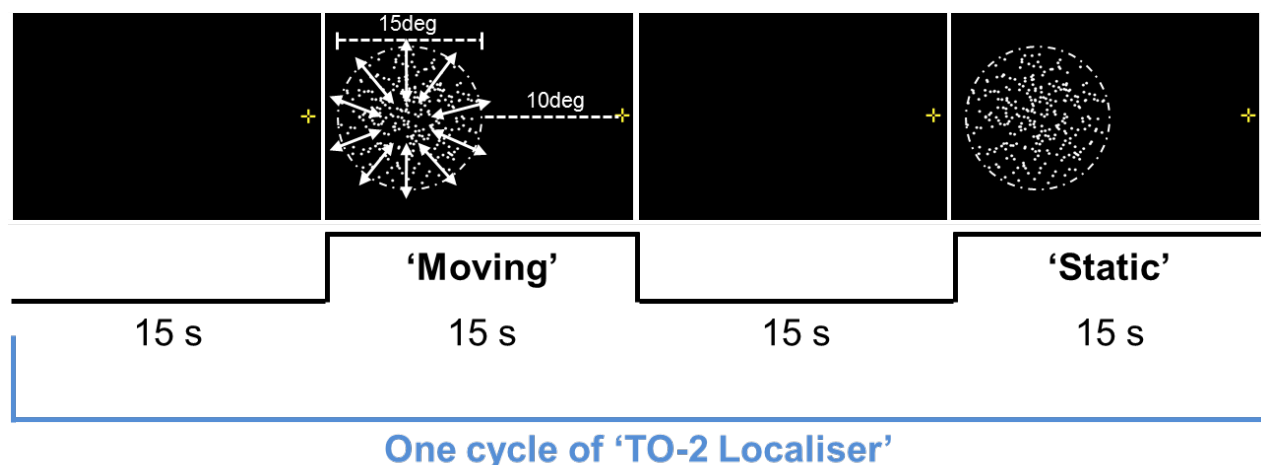 15deg
10deg
‘Moving’
‘Static’
15 s
15 s
15 s
15 s
One cycle of ‘TO-2 Localiser’